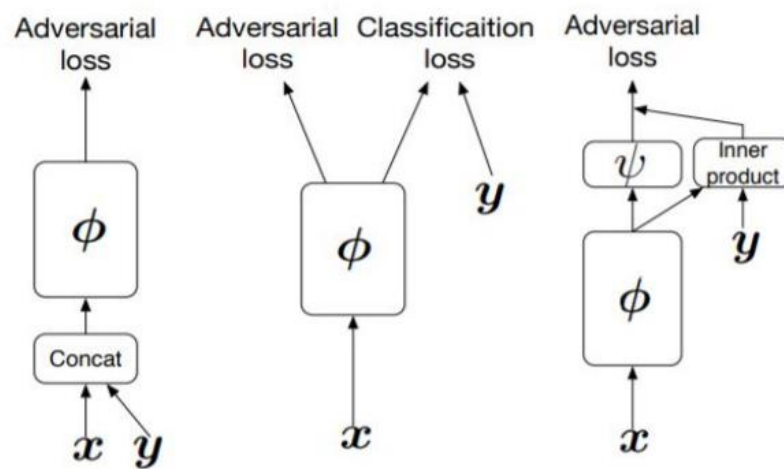 Adversarial
loss
ϕ
Concat
x y
Adversarial
loss
Classificaition
loss
y
ϕ
x
Adversarial
loss
ψ
Inner
product
y
ϕ
x